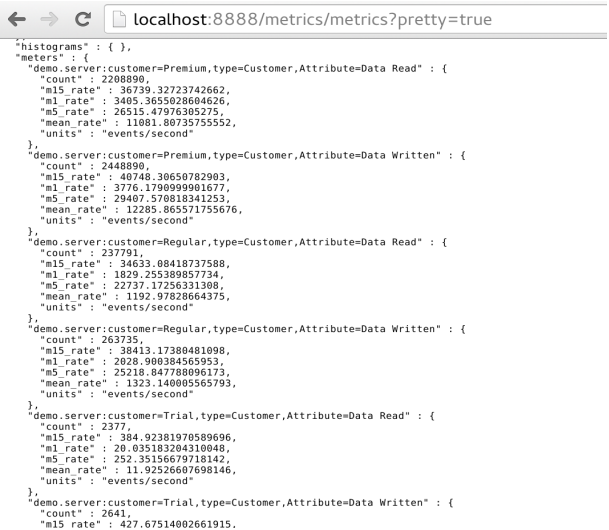 localhost:8888/metrics/metrics?pretty=true
},
"histograms" : { },
"meters" : {
"demo.server:customer=Premium,type=Customer,Attribute=Data Read" : {
"count" : 2208890,
"m15_rate" : 36739.32723742662,
"m1_rate" : 3405.3655028604626,
"m5_rate" : 26515.47976305275,
"mean_rate" : 11081.80735755552,
"units" : "events/second"
},
"demo.server:customer=Premium,type=Customer,Attribute=Data Written" : {
"count" : 2448890,
"m15_rate" : 40748.30650782903,
"m1_rate" : 3776.1790999901677,
"m5_rate" : 29407.570818341253,
"mean_rate" : 12285.865571755676,
"units" : "events/second"
},
"demo.server:customer=Regular,type=Customer,Attribute=Data Read" : {
"count" : 237791,
"m15_rate" : 34633.08418737588,
"m1_rate" : 1829.255389857734,
"m5_rate" : 22737.17256331308,
"mean_rate" : 1192.97828664375,
"units" : "events/second"
},
"demo.server:customer=Regular,type=Customer,Attribute=Data Written" : {
"count" : 263735,
"m15_rate" : 38413.17380481098,
"m1_rate" : 2028.900384565953,
"m5_rate" : 25218.847788096173,
"mean_rate" : 1323.140005565793,
"units" : "events/second"
},
"demo.server:customer=Trial,type=Customer,Attribute=Data Read" : {
"count" : 2377,
"m15_rate" : 384.92381970589696,
"m1_rate" : 20.035183204310048,
"m5_rate" : 252.35156679718142,
"mean_rate" : 11.92526607698146,
"units" : "events/second"
},
"demo.server:customer=Trial,type=Customer,Attribute=Data Written" : {
"count" : 2641,
"m15_rate" : 427.67514002661915,